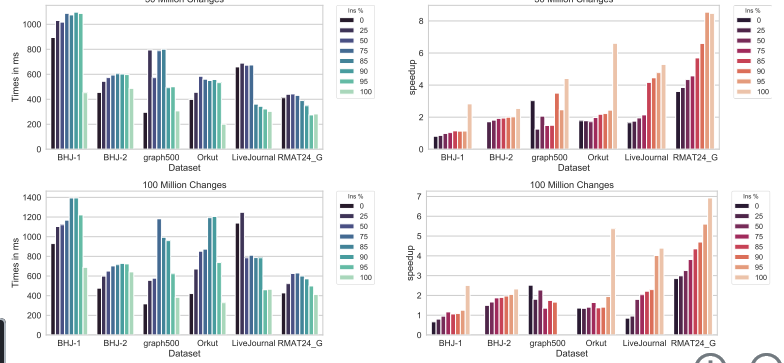 50 Million Changes
Times in ms
1000
800
600
400
200
0
BHJ-1 BHJ-2 graph500 Orkut LiveJournal RMAT24_G
Dataset
Ins %
0
25
50
75
85
90
95
100
50 Million Changes
speedup
8
6
4
2
0
BHJ-1 BHJ-2 graph500 Orkut LiveJournal RMAT24_G
Dataset
Ins %
0
25
50
75
85
90
95
100
100 Million Changes
Times in ms
1400
1200
1000
800
600
400
200
0
BHJ-1 BHJ-2 graph500 Orkut LiveJournal RMAT24_G
Dataset
Ins %
0
25
50
75
85
90
95
100
100 Million Changes
speedup
7
6
5
4
3
2
1
0
BHJ-1 BHJ-2 graph500 Orkut LiveJournal RMAT24_G
Dataset
Ins %
0
25
50
75
85
90
95
100